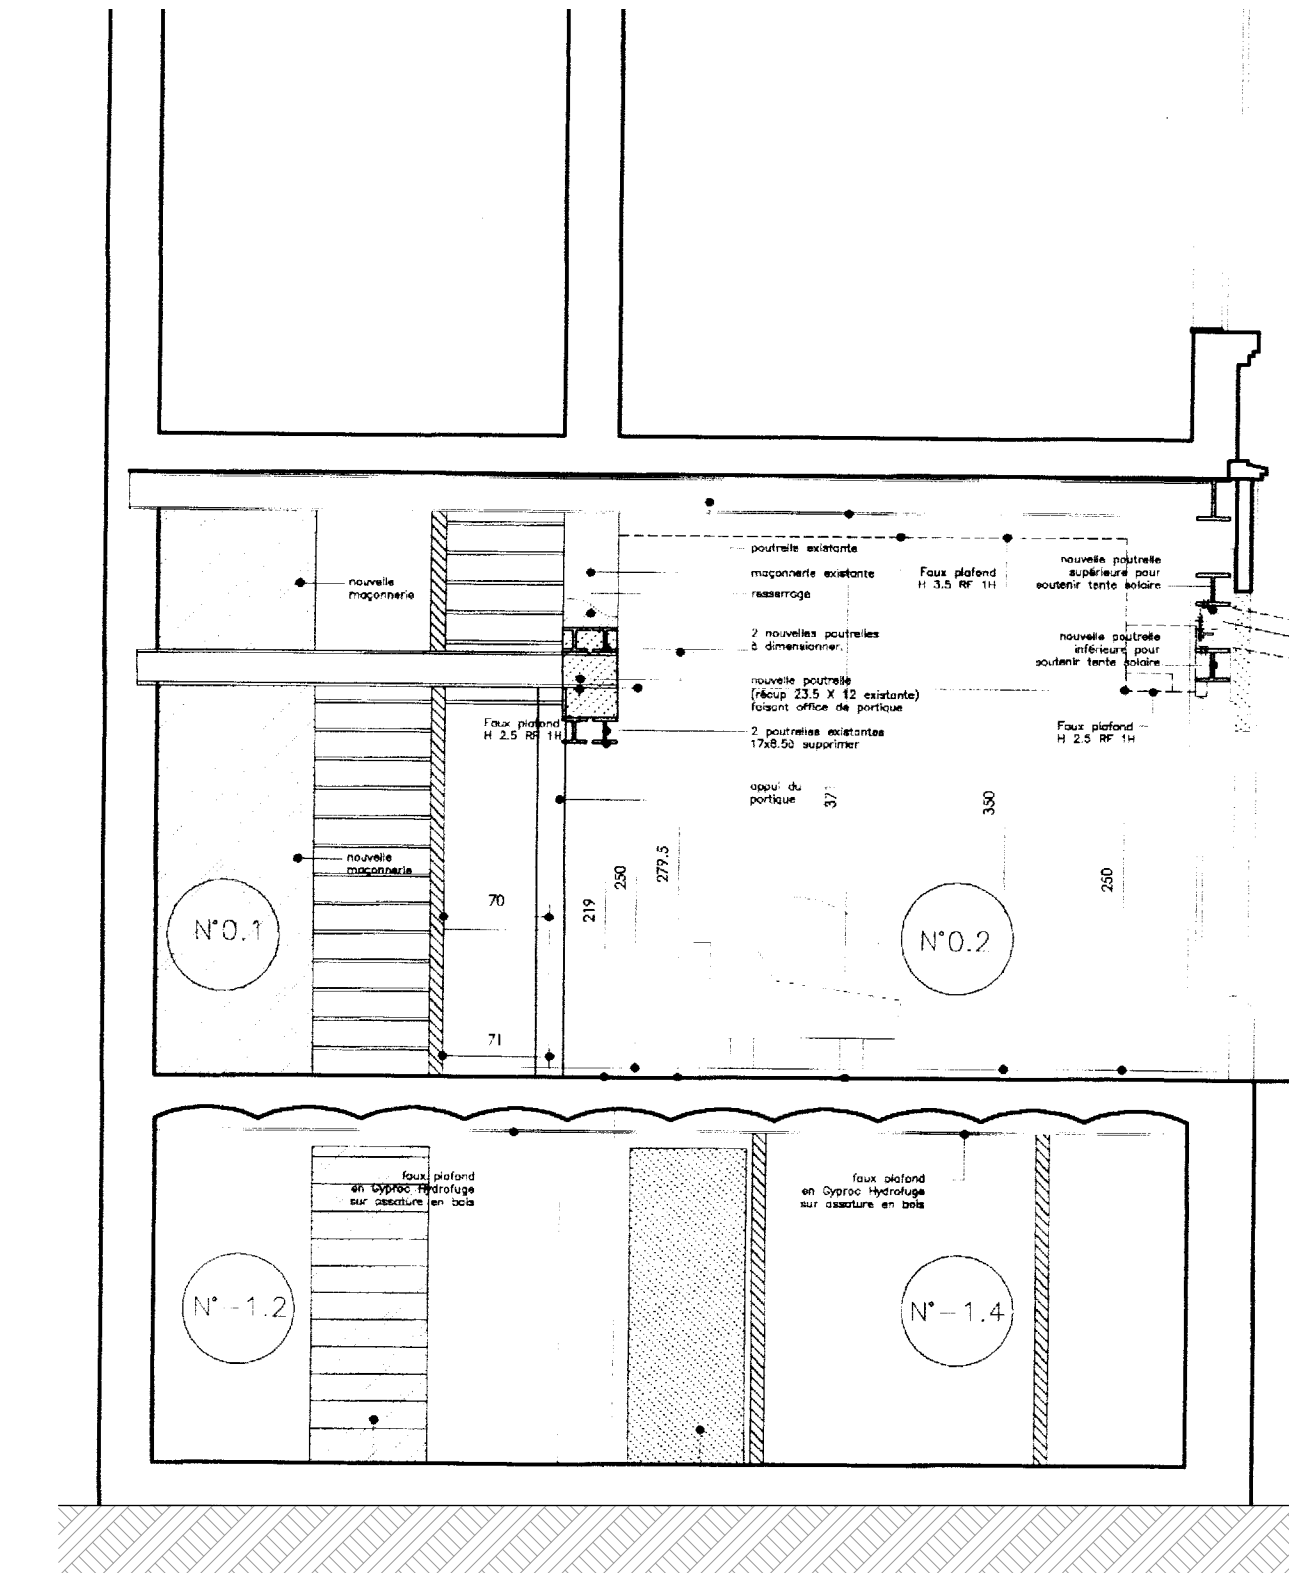 poutrelle existante
maçonnerie existante
resserrage
2 nouvelles poutrelles
à dimensionner.
nouvelle poutrelle
(récup 23.5 X 12 existante)
faisant office de portique
2 poutrelles existantes
17x8.50 supprimer
appui du
portique
Faux plafond
H 3.5 RF 1H
nouvelle poutrelle
supérieure pour
soutenir tente solaire
nouvelle poutrelle
inférieure pour
soutenir tente solaire
Faux plafond
H 2.5 RF 1H
nouvelle
maçonnerie
Faux plafond
H 2.5 RF 1H
nouvelle
maçonnerie
371
350
279.5
250
250
219
70
N°0.1
N°0.2
71
faux plafond
en Gyproc Hydrofuge
sur ossature en bois
faux plafond
en Gyproc Hydrofuge
sur ossature en bois
N°-1.2
N°-1.4